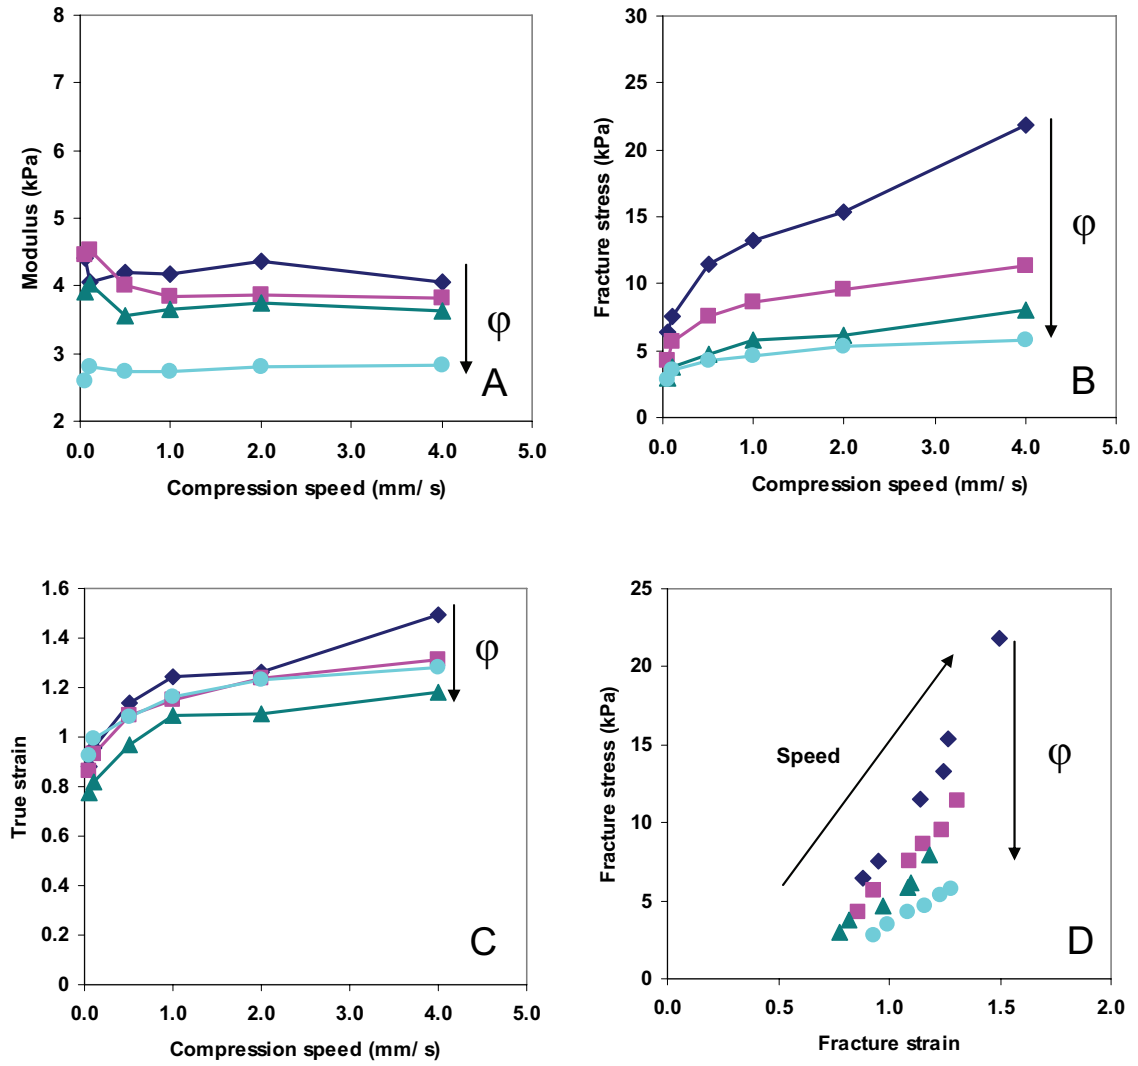 8
7
6
5
4
3
2
Modulus (kPa)
φ
A
0.0 1.0 2.0 3.0 4.0 5.0
Compression speed (mm/ s)
30
25
20
15
10
5
0
Fracture stress (kPa)
φ
B
0.0 1.0 2.0 3.0 4.0 5.0
Compression speed (mm/ s)
1.6
1.4
1.2
1
0.8
0.6
0.4
0.2
0
True strain
φ
C
0.0 1.0 2.0 3.0 4.0 5.0
Compression speed (mm/ s)
25
20
15
10
5
0
Fracture stress (kPa)
Speed
φ
D
0.0 0.5 1.0 1.5 2.0
Fracture strain